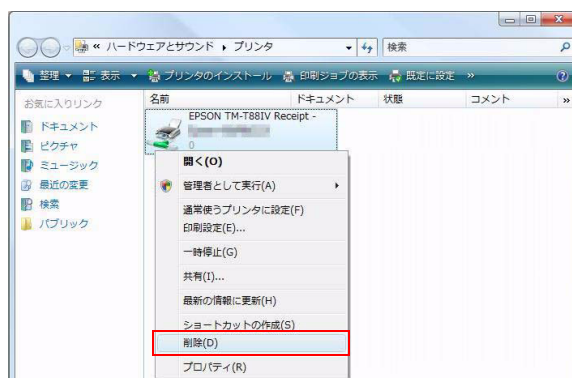 « ハードウェアとサウンド ▸ プリンタ
検索
整理 ▼ 表示 ▼ プリンタのインストール 印刷ジョブの表示 既定に設定 »
お気に入りリンク
ドキュメント
ピクチャ
ミュージック
最近の変更
検索
パブリック
名前 ドキュメント 状態 コメント »
EPSON TM-T88IV Receipt -
0
開く(O)
管理者として実行(A)
通常使うプリンタに設定(F)
印刷設定(E)...
一時停止(G)
共有(I)...
最新の情報に更新(H)
ショートカットの作成(S)
削除(D)
プロパティ(R)